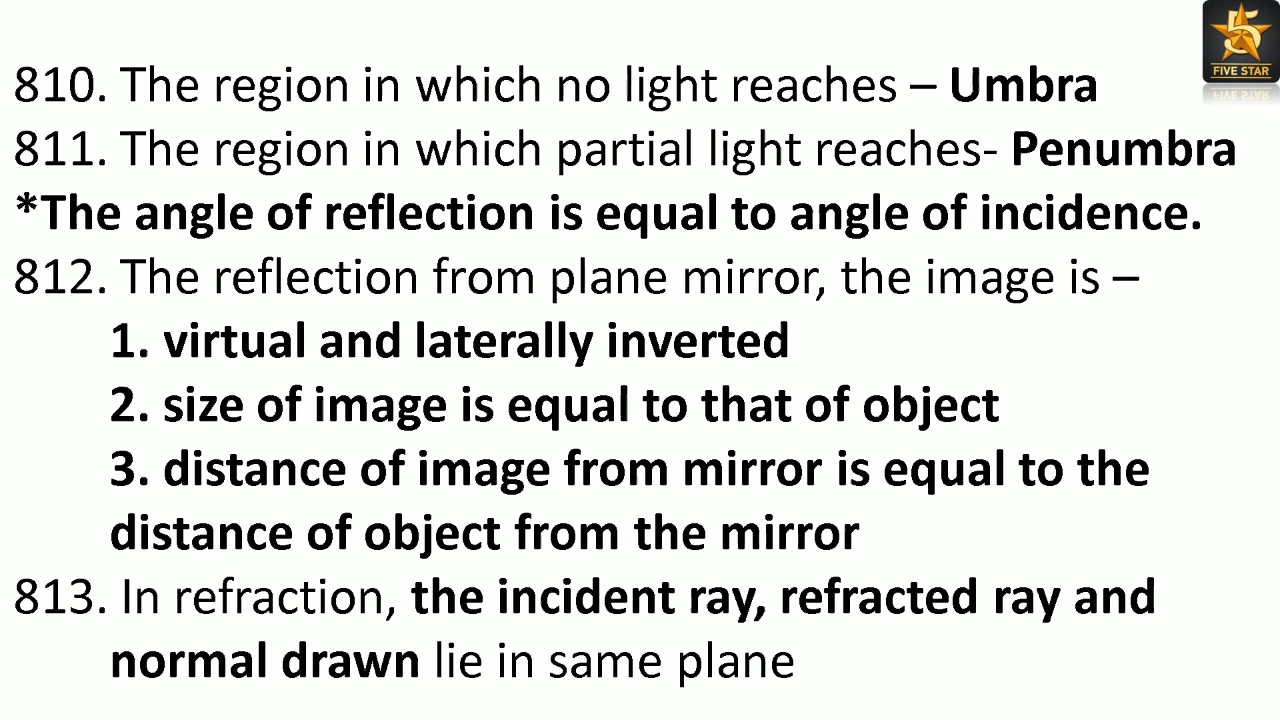 5
FIVE STAR
810. The region in which no light reaches – Umbra
811. The region in which partial light reaches- Penumbra
*The angle of reflection is equal to angle of incidence.
812. The reflection from plane mirror, the image is –
1. virtual and laterally inverted
2. size of image is equal to that of object
3. distance of image from mirror is equal to the
distance of object from the mirror
813. In refraction, the incident ray, refracted ray and
normal drawn lie in same plane